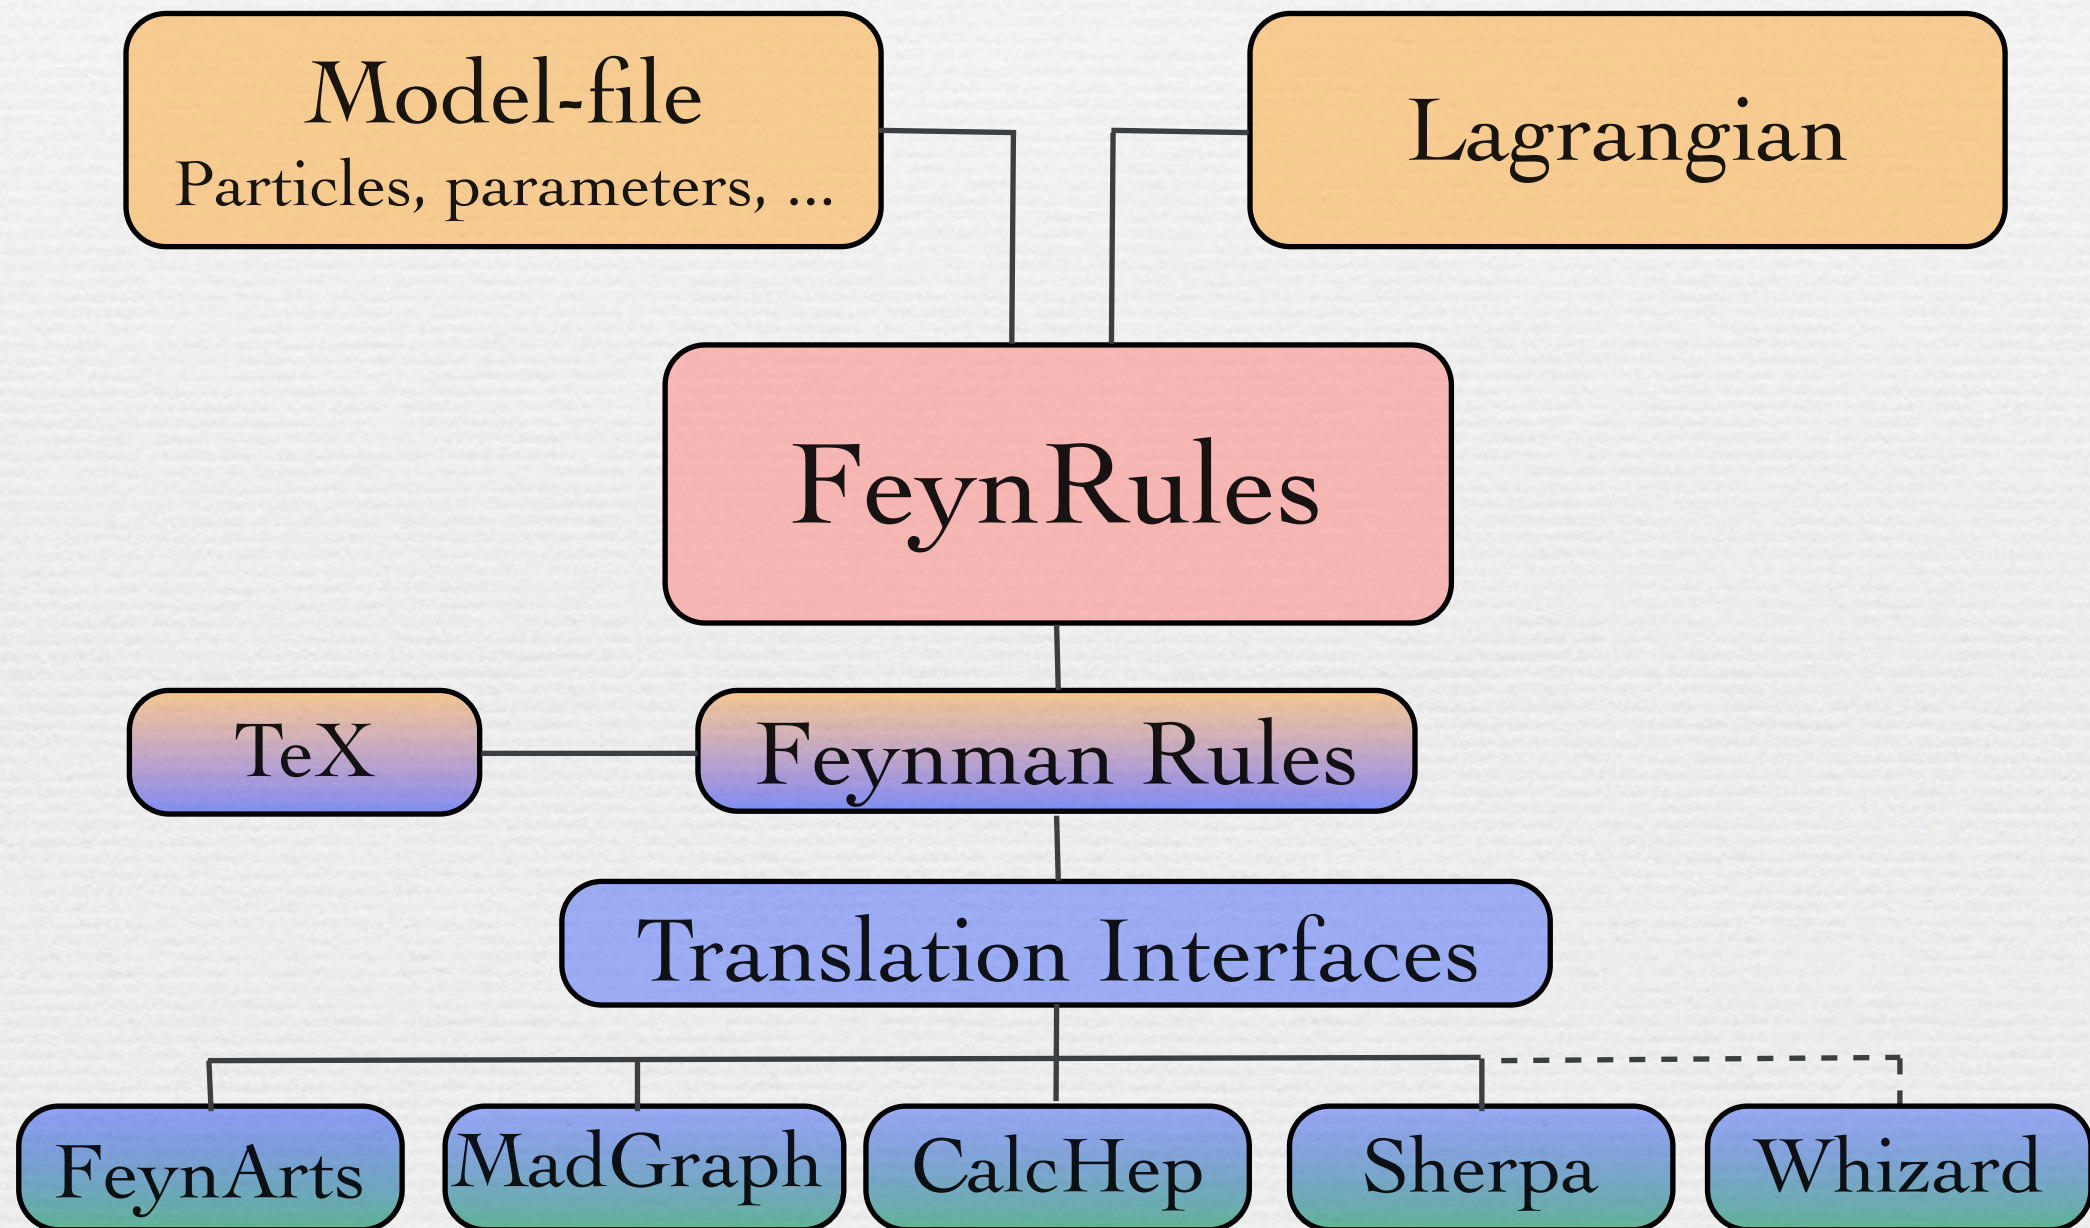 Model-file
Particles, parameters, ...
Lagrangian
FeynRules
TeX
Feynman Rules
Translation Interfaces
FeynArts
MadGraph
CalcHep
Sherpa
Whizard